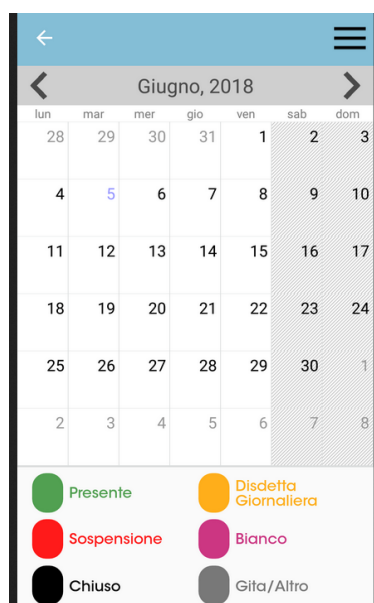 Giugno, 2018
lun mar mer gio ven sab dom
28 29 30 31 1 2 3
4 5 6 7 8 9 10
11 12 13 14 15 16 17
18 19 20 21 22 23 24
25 26 27 28 29 30 1
2 3 4 5 6 7 8
Presente
Disdetta
Giornaliera
Sospensione
Bianco
Chiuso
Gita/Altro